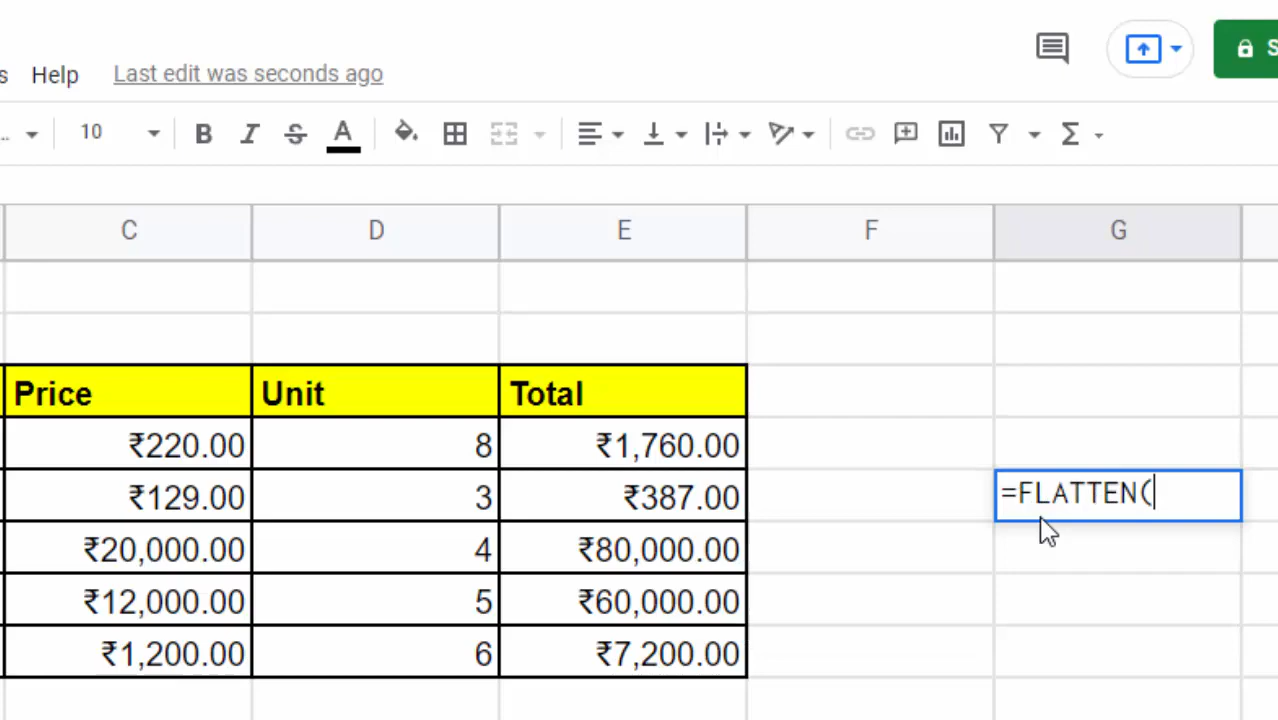 s Help Last edit was seconds ago S
... 10 B I S A Σ
C D E F G
Price Unit Total
₹220.00 8 ₹1,760.00
₹129.00 3 ₹387.00 =FLATTEN(
₹20,000.00 4 ₹80,000.00
₹12,000.00 5 ₹60,000.00
₹1,200.00 6 ₹7,200.00